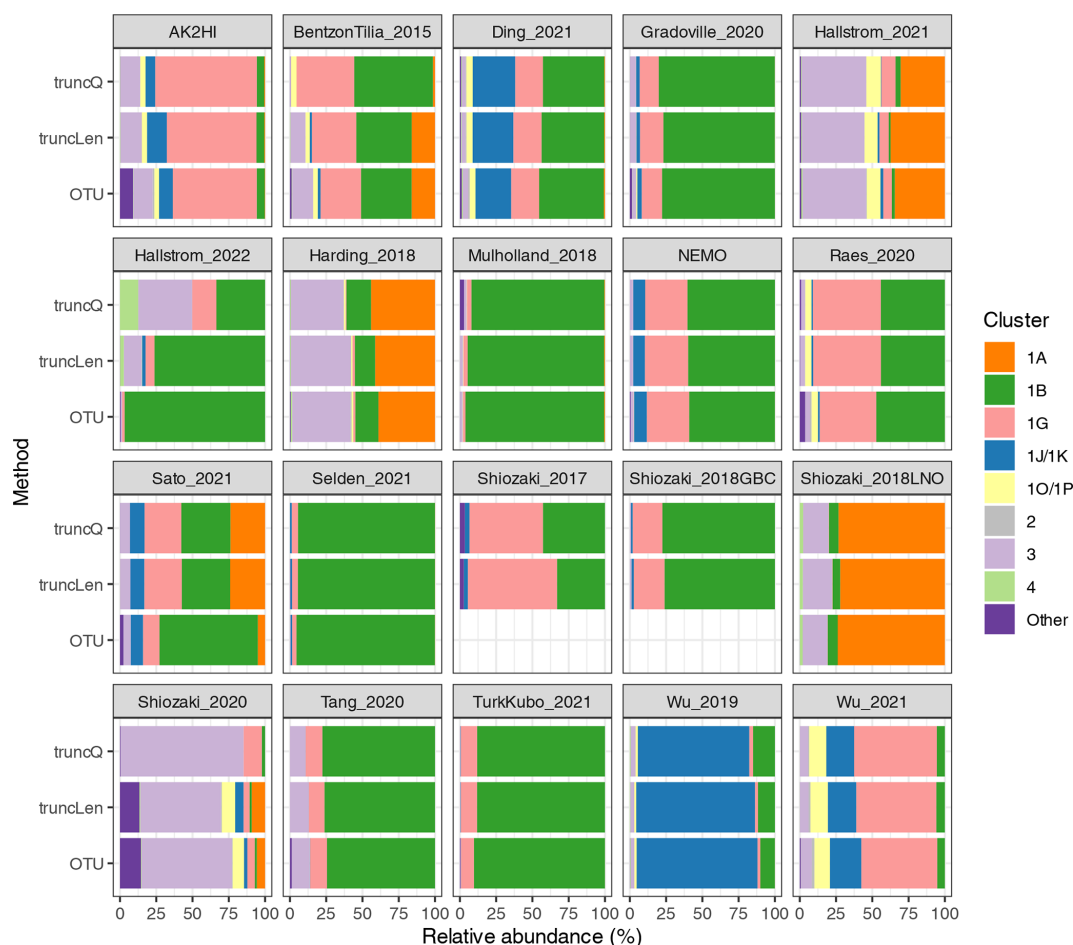 AK2HI BentzonTilia_2015 Ding_2021 Gradoville_2020 Hallstrom_2021
truncQ
truncLen
OTU
Hallstrom_2022 Harding_2018 Mulholland_2018 NEMO Raes_2020
truncQ
truncLen
OTU
Sato_2021 Selden_2021 Shiozaki_2017 Shiozaki_2018GBC Shiozaki_2018LNO
truncQ
truncLen
OTU
Shiozaki_2020 Tang_2020 TurkKubo_2021 Wu_2019 Wu_2021
truncQ
truncLen
OTU
0 25 50 75 100 0 25 50 75 100 0 25 50 75 100 0 25 50 75 100 0 25 50 75 100
Relative abundance (%)
Method
Cluster
1A
1B
1G
1J/1K
1O/1P
2
3
4
Other